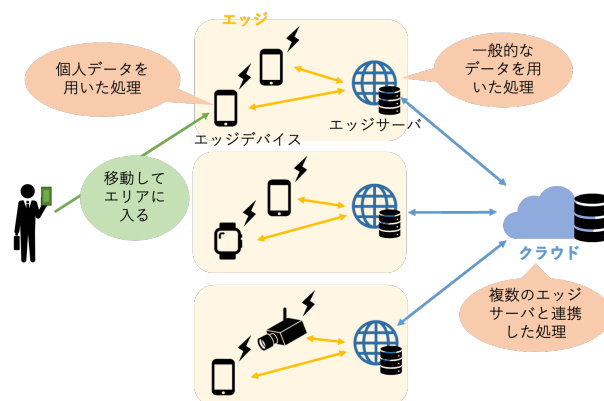 エッジ
個人データを
用いた処理
一般的な
データを用
いた処理
エッジデバイス
エッジサーバ
移動して
エリアに
入る
クラウド
複数のエッジ
サーバと連携
した処理